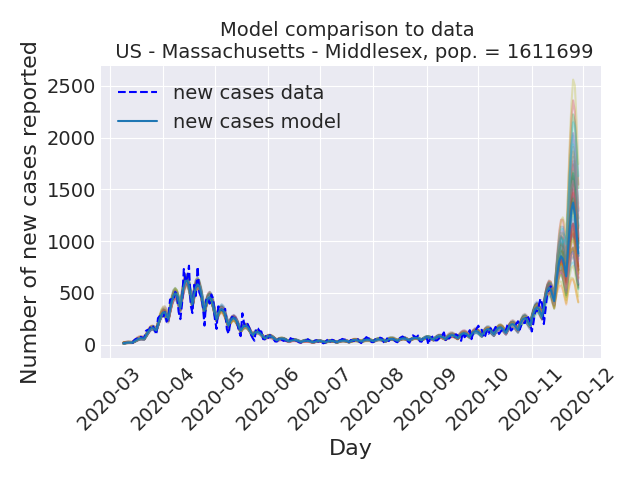 Model comparison to data
US - Massachusetts - Middlesex, pop. = 1611699
Number of new cases reported
2500
2000
1500
1000
500
0
new cases data
new cases model
2020-03
2020-04
2020-05
2020-06
2020-07
2020-08
2020-09
2020-10
2020-11
2020-12
Day